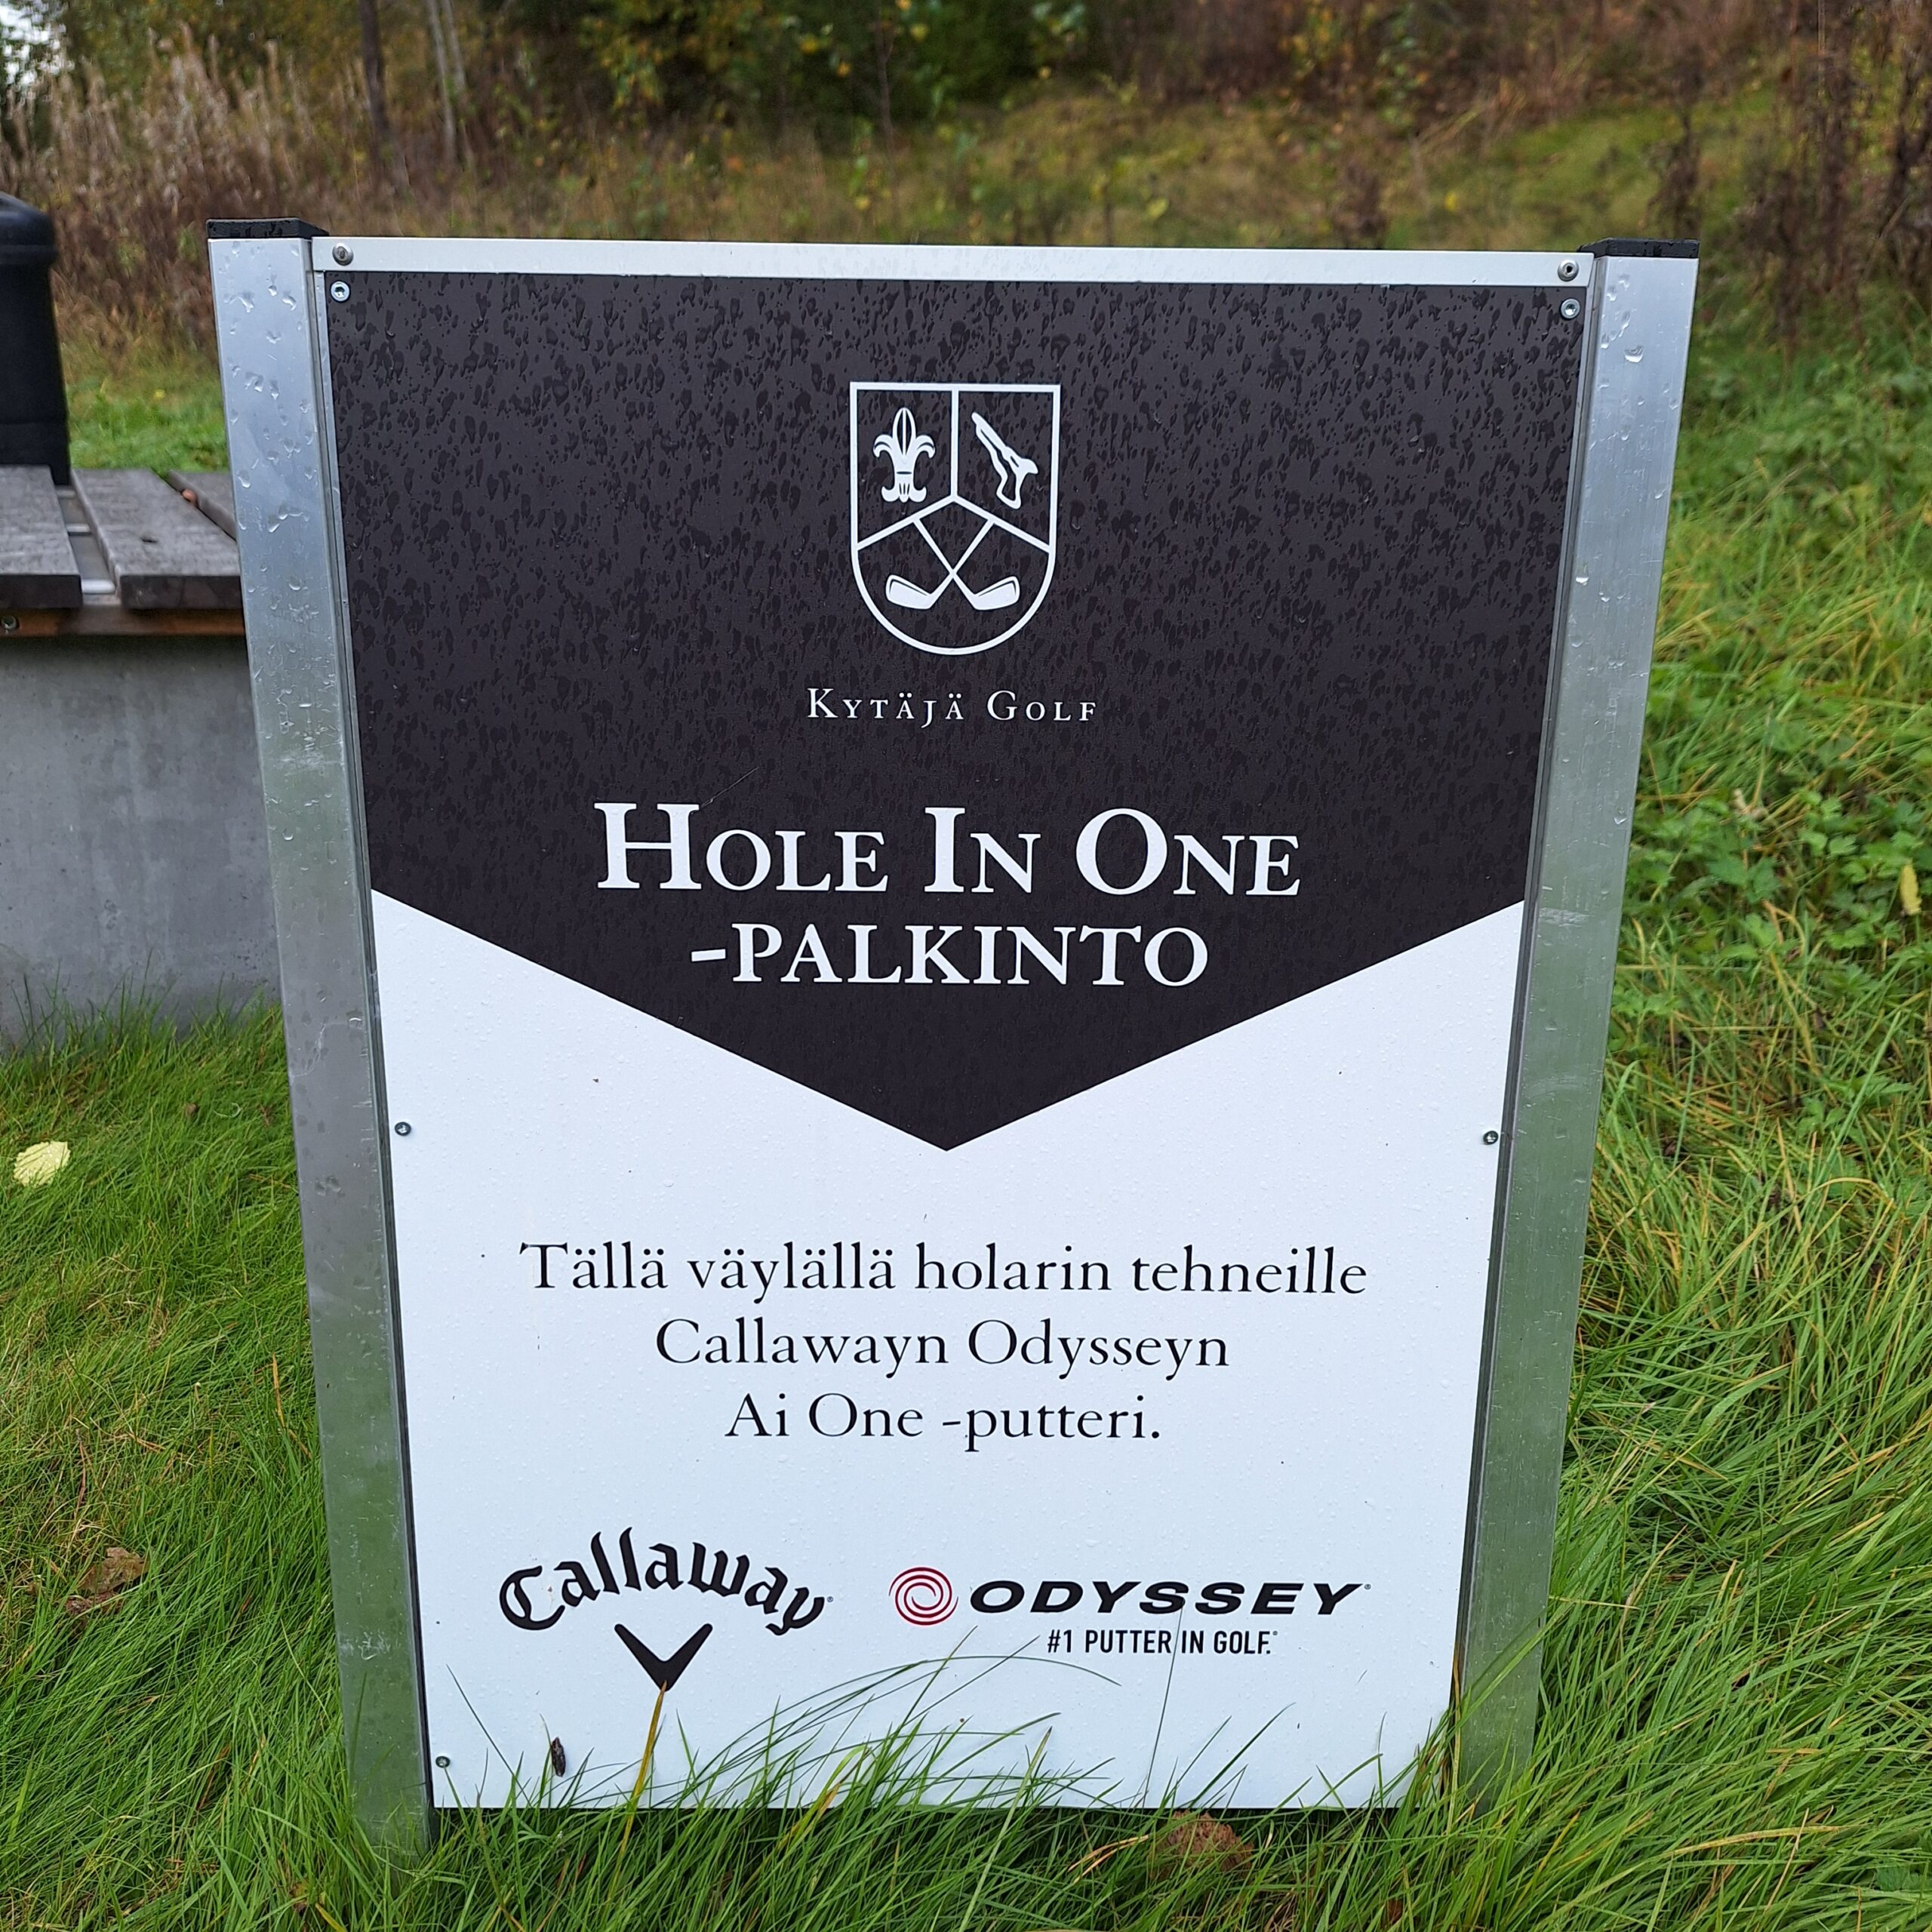 Kytäjä Golf
Hole In One
-palkinto
Tällä väylällä holarin tehneille
Callawayn Odysseyn
Ai One -putteri.
Callaway®
ODYSSEY®
#1 PUTTER IN GOLF.®